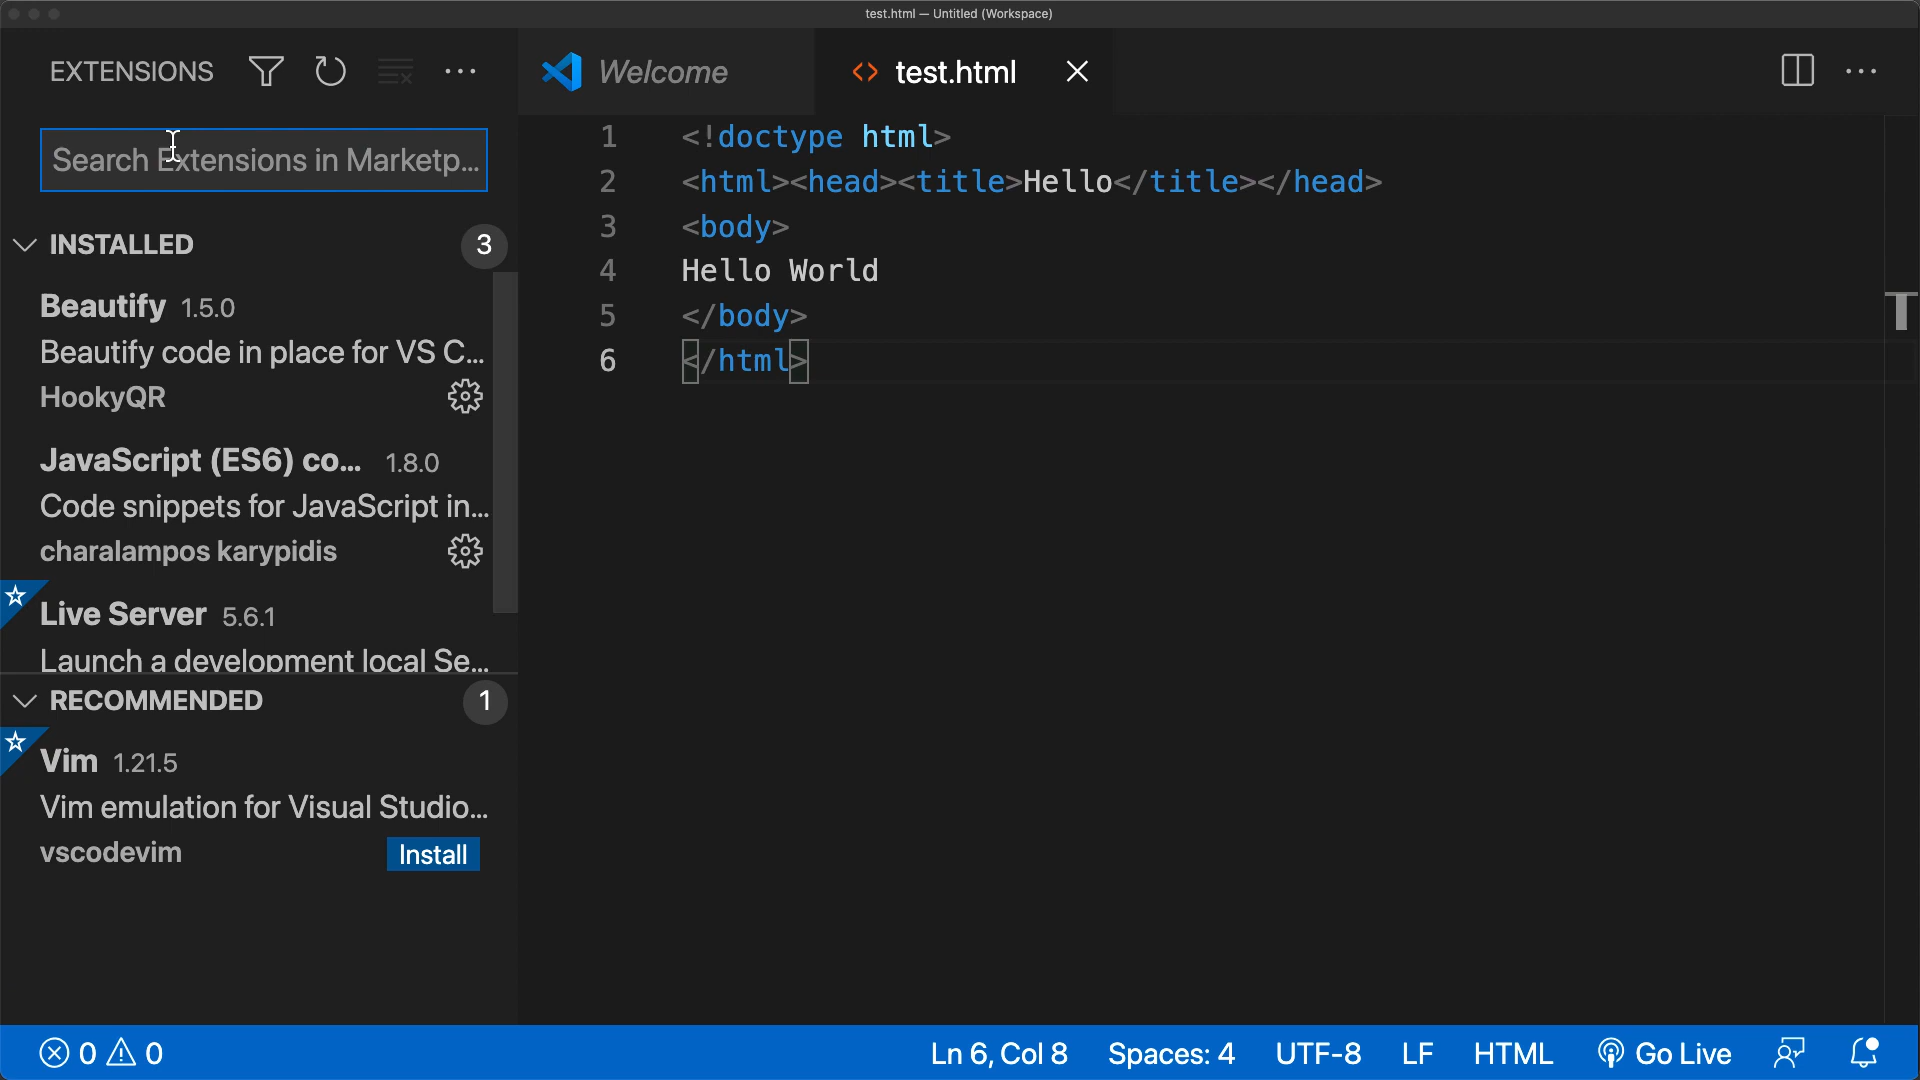 test.html — Untitled (Workspace)
EXTENSIONS
Search Extensions in Marketp...
INSTALLED 3
Beautify 1.5.0
Beautify code in place for VS C...
HookyQR
JavaScript (ES6) co... 1.8.0
Code snippets for JavaScript in...
charalampos karypidis
Live Server 5.6.1
Launch a development local Se...
RECOMMENDED 1
Vim 1.21.5
Vim emulation for Visual Studio...
vscodevim Install
Welcome test.html
1 <!doctype html>
2 <html><head><title>Hello</title></head>
3 <body>
4 Hello World
5 </body>
6 </html>
0 0 Ln 6, Col 8 Spaces: 4 UTF-8 LF HTML Go Live